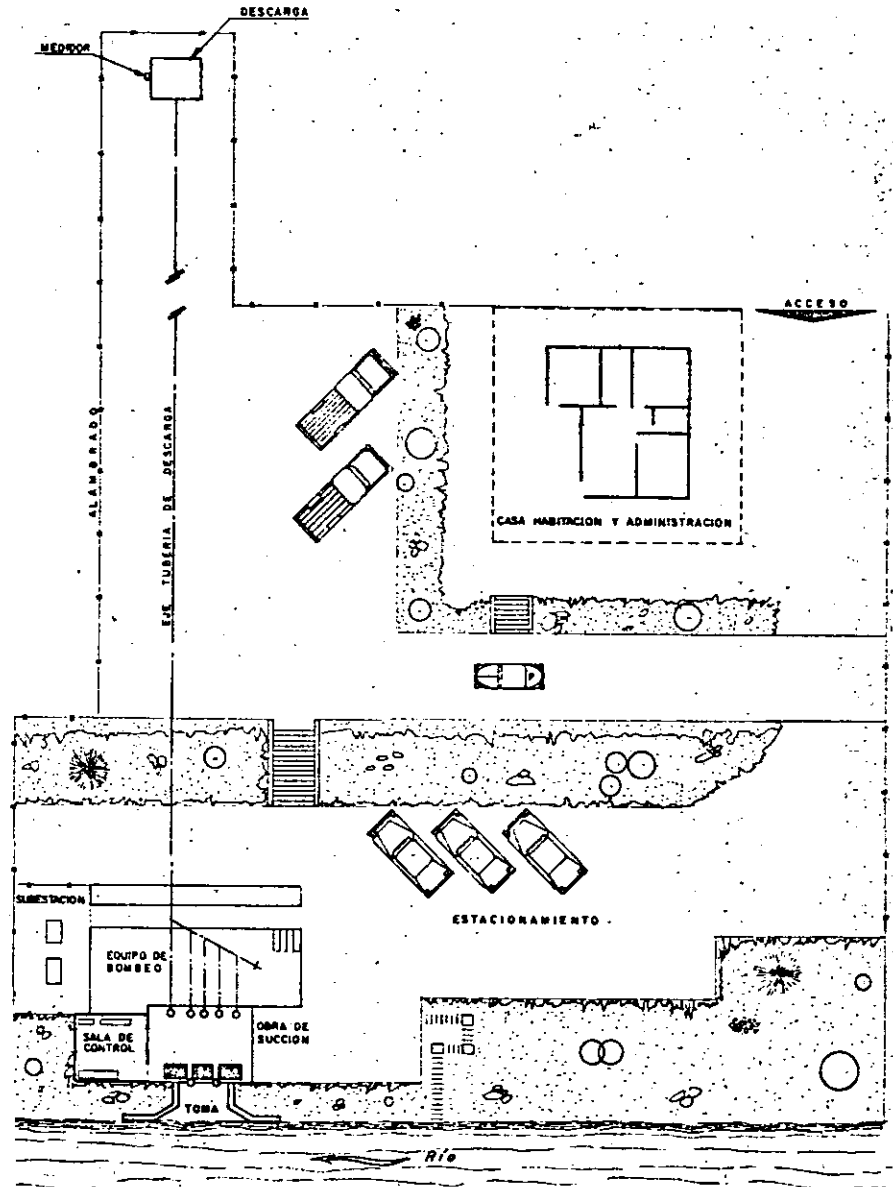 DESCARGA
MEDIDOR
ACCESO
ALAMBRADO
EJE TUBERIA DE DESCARGA
CASA HABITACION Y ADMINISTRACION
SUBESTACION
ESTACIONAMIENTO
EQUIPO DE
BOMBEO
OBRA DE
SUCCION
SALA DE
CONTROL
TOMA
Río